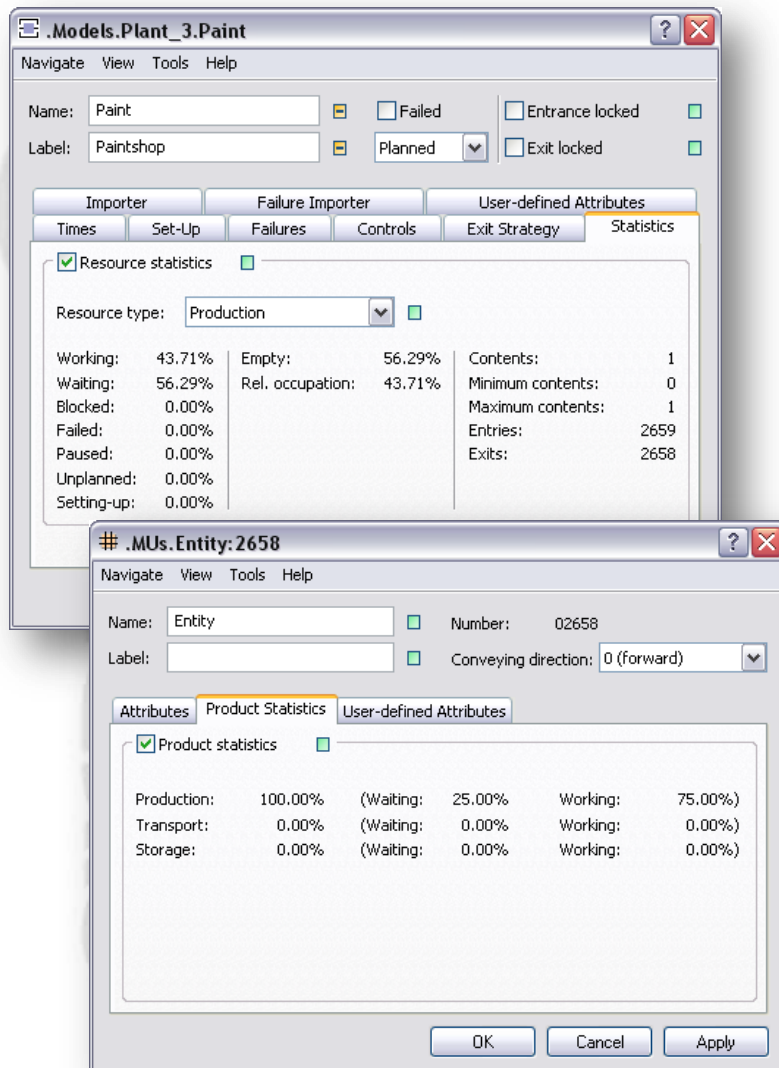 .Models.Plant_3.Paint
Navigate View Tools Help
Name: Paint Failed Entrance locked
Label: Paintshop Planned Exit locked
Importer Failure Importer User-defined Attributes
Times Set-Up Failures Controls Exit Strategy Statistics
Resource statistics
Resource type: Production
Working: 43.71% Empty: 56.29% Contents: 1
Waiting: 56.29% Rel. occupation: 43.71% Minimum contents: 0
Blocked: 0.00% Maximum contents: 1
Failed: 0.00% Entries: 2659
Paused: 0.00% Exits: 2658
Unplanned: 0.00%
Setting-up: 0.00%
.MUs.Entity:2658
Navigate View Tools Help
Name: Entity Number: 02658
Label: Conveying direction: 0 (forward)
Attributes Product Statistics User-defined Attributes
Product statistics
Production: 100.00% (Waiting: 25.00% Working: 75.00%)
Transport: 0.00% (Waiting: 0.00% Working: 0.00%)
Storage: 0.00% (Waiting: 0.00% Working: 0.00%)
OK Cancel Apply